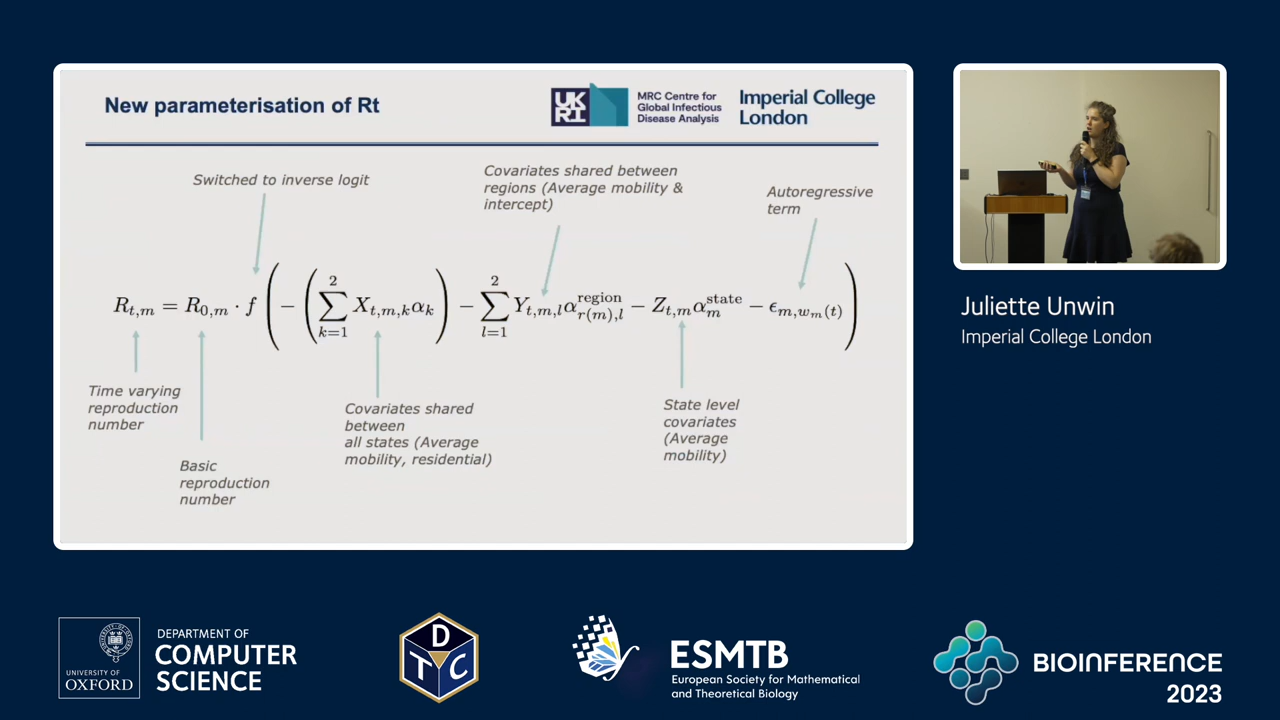 New parameterisation of Rt
UK
RI
MRC Centre for
Global Infectious
Disease Analysis
Imperial College
London
Switched to inverse logit
Covariates shared between
regions (Average mobility &
intercept)
Autoregressive
term
R_{t,m} = R_{0,m} · f ( − ( ∑_{k=1}^{2} X_{t,m,k} α_k ) − ∑_{l=1}^{2} Y_{t,m,l} α^{region}_{r(m),l} − Z_{t,m} α^{state}_m − ϵ_{m,w_m(t)} )
Time varying
reproduction
number
Basic
reproduction
number
Covariates shared
between
all states (Average
mobility, residential)
State level
covariates
(Average
mobility)
Juliette Unwin
Imperial College London
UNIVERSITY OF
OXFORD
DEPARTMENT OF
COMPUTER
SCIENCE
D
T C
ESMTB
European Society for Mathematical
and Theoretical Biology
BIOINFERENCE
2023